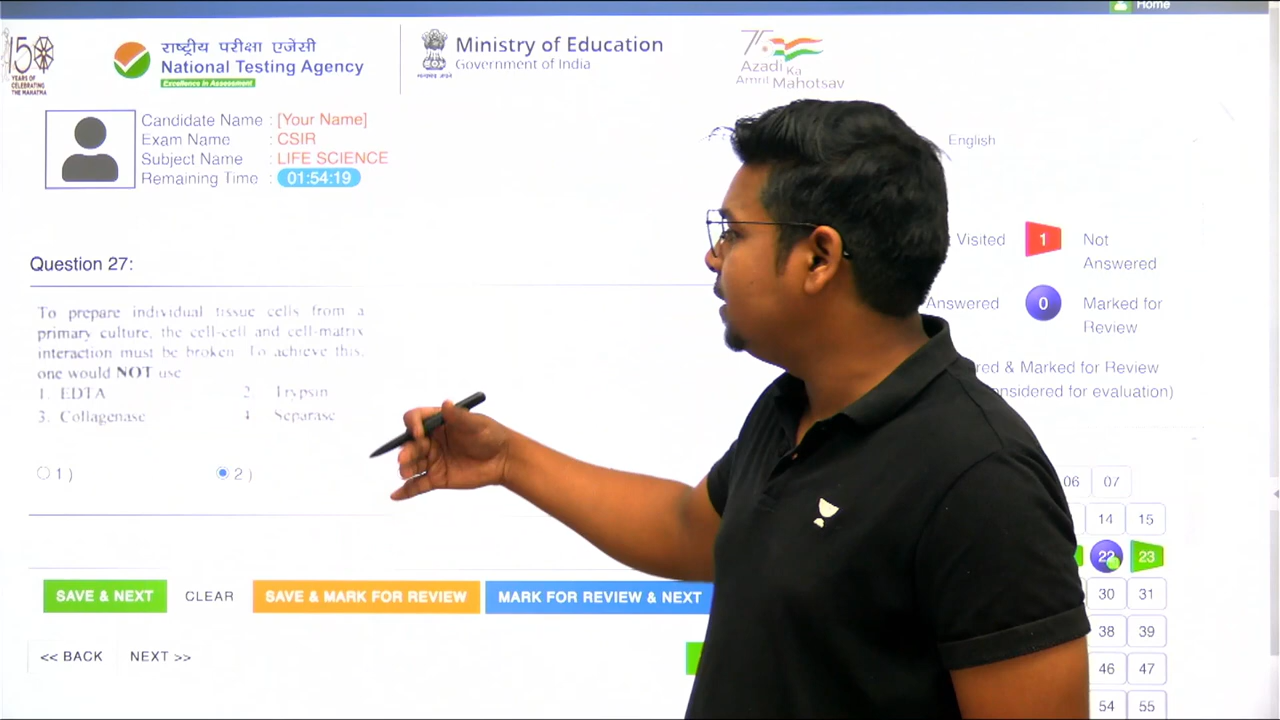 Home
150
YEARS OF
CELEBRATING
THE MAHATMA
राष्ट्रीय परीक्षा एजेंसी
National Testing Agency
Excellence in Assessment
Ministry of Education
Government of India
Azadi Ka
Amrit Mahotsav
Candidate Name : [Your Name]
Exam Name : CSIR
Subject Name : LIFE SCIENCE
Remaining Time : 01:54:19
English
Visited 1 Not Answered
Answered 0 Marked for Review
& Marked for Review
for evaluation)
Question 27:
To prepare individual tissue cells from a
primary culture, the cell-cell and cell-matrix
interaction must be broken. To achieve this,
one would NOT use
1. EDTA 2. Trypsin
3. Collagenase 4. Separase
1 ) 2 )
06 07
14 15
22 23
30 31
38 39
46 47
54 55
SAVE & NEXT CLEAR SAVE & MARK FOR REVIEW MARK FOR REVIEW & NEXT
<< BACK NEXT >>